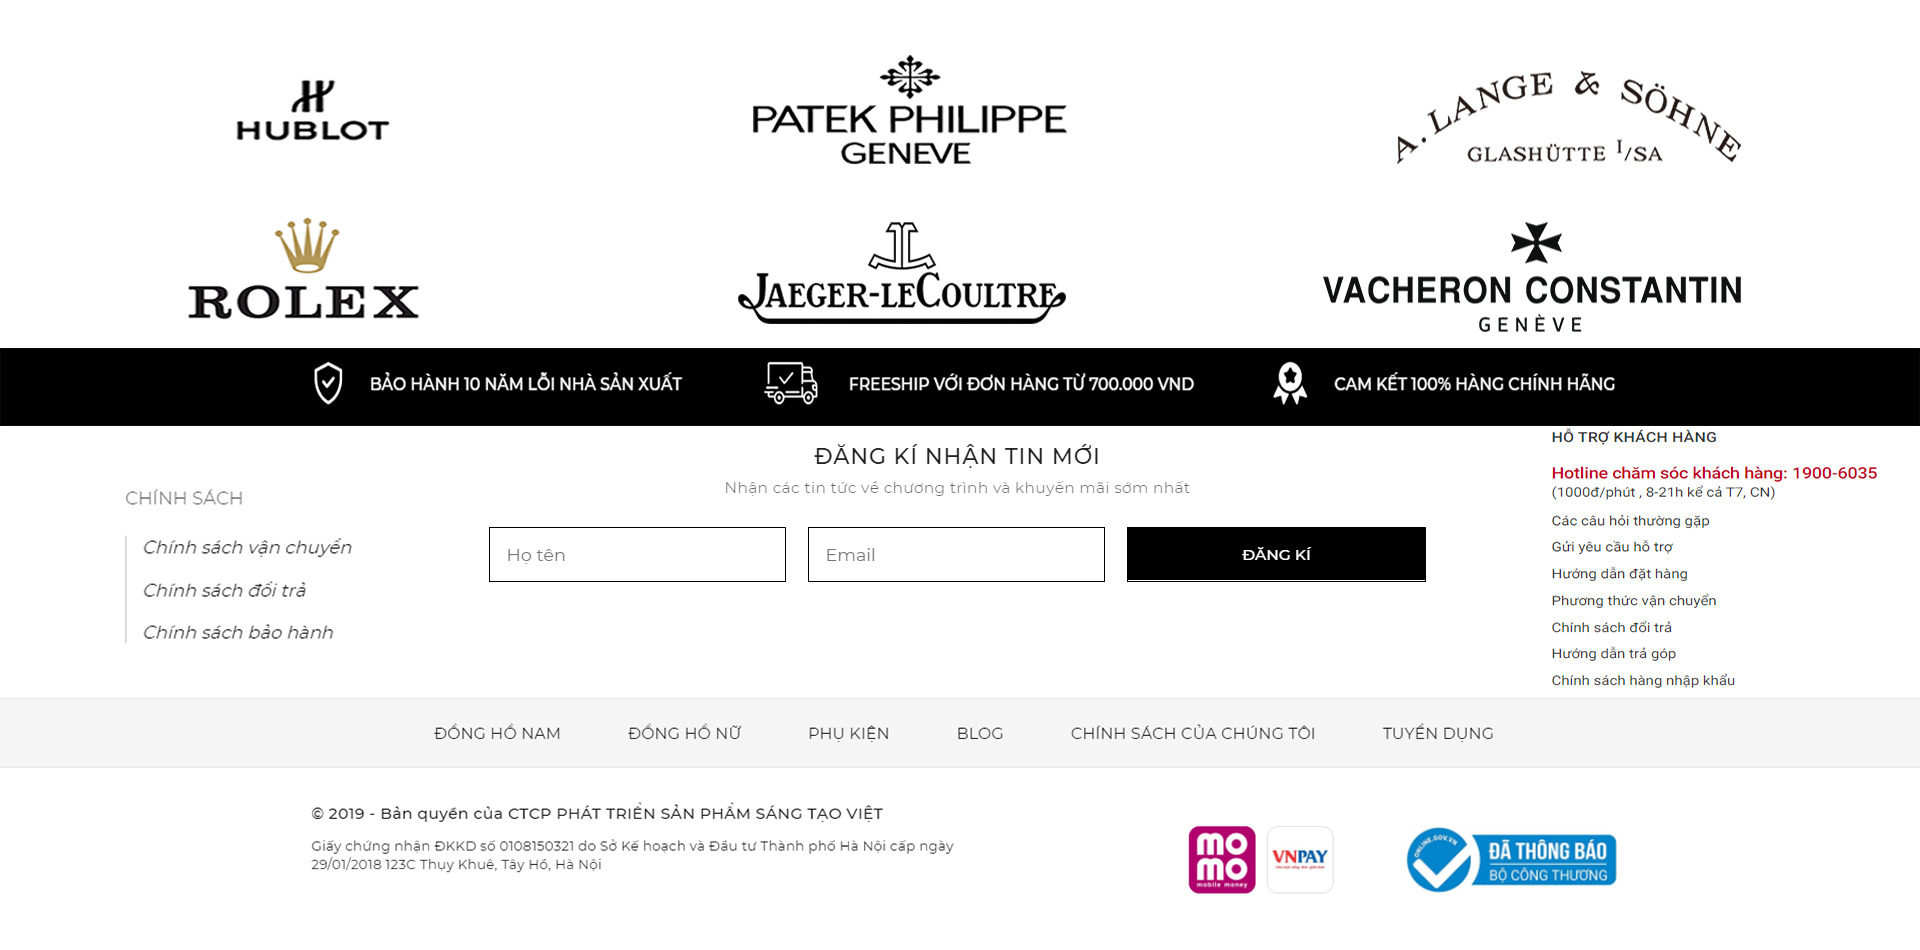 HUBLOT
PATEK PHILIPPE
GENEVE
A. LANGE & SÖHNE
GLASHÜTTE I/SA
ROLEX
JAEGER-LECOULTRE
VACHERON CONSTANTIN
GENÈVE
BẢO HÀNH 10 NĂM LỖI NHÀ SẢN XUẤT
FREESHIP VỚI ĐƠN HÀNG TỪ 700.000 VND
CAM KẾT 100% HÀNG CHÍNH HÃNG
CHÍNH SÁCH
Chính sách vận chuyển
Chính sách đổi trả
Chính sách bảo hành
ĐĂNG KÍ NHẬN TIN MỚI
Nhận các tin tức về chương trình và khuyến mãi sớm nhất
Họ tên
Email
ĐĂNG KÍ
HỖ TRỢ KHÁCH HÀNG
Hotline chăm sóc khách hàng: 1900-6035
(1000đ/phút , 8-21h kể cả T7, CN)
Các câu hỏi thường gặp
Gửi yêu cầu hỗ trợ
Hướng dẫn đặt hàng
Phương thức vận chuyển
Chính sách đổi trả
Hướng dẫn trả góp
Chính sách hàng nhập khẩu
ĐỒNG HỒ NAM
ĐỒNG HỒ NỮ
PHỤ KIỆN
BLOG
CHÍNH SÁCH CỦA CHÚNG TÔI
TUYỂN DỤNG
© 2019 - Bản quyền của CTCP PHÁT TRIỂN SẢN PHẨM SÁNG TẠO VIỆT
Giấy chứng nhận ĐKKD số 0108150321 do Sở Kế hoạch và Đầu tư Thành phố Hà Nội cấp ngày
29/01/2018 123C Thụy Khuê, Tây Hồ, Hà Nội
mo
mo
mobile money
VNPAY
ONLINE.GOV.VN
ĐÃ THÔNG BÁO
BỘ CÔNG THƯƠNG